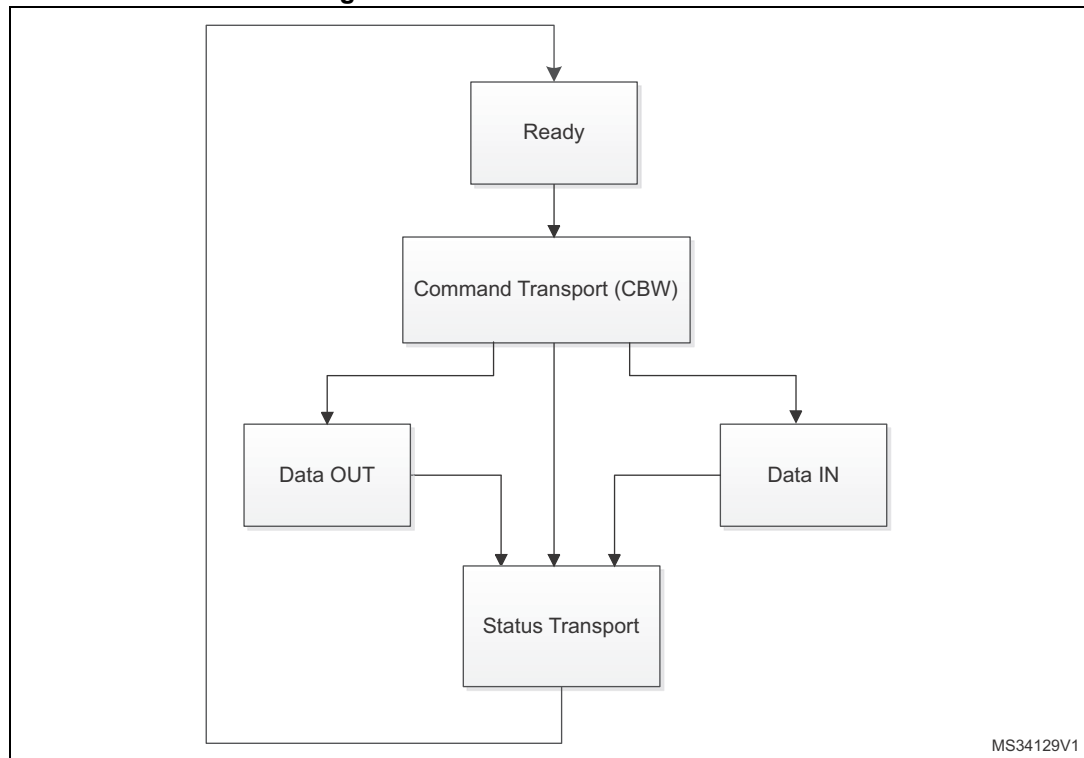 Ready
Command Transport (CBW)
Data OUT
Data IN
Status Transport
MS34129V1